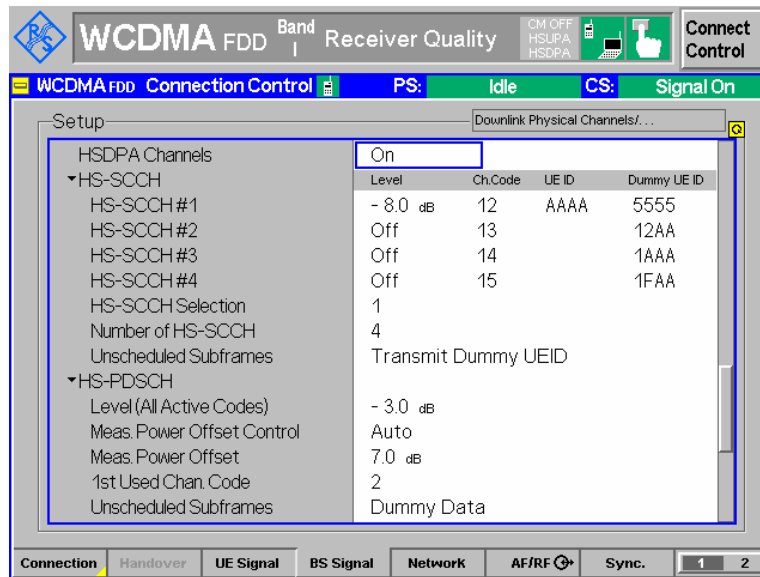 R&S WCDMA FDD Band I Receiver Quality CM OFF HSUPA HSDPA Connect Control
WCDMA FDD Connection Control PS: Idle CS: Signal On
Setup Downlink Physical Channels/...
HSDPA Channels On
HS-SCCH Level Ch.Code UE ID Dummy UE ID
HS-SCCH #1 - 8.0 dB 12 AAAA 5555
HS-SCCH #2 Off 13 12AA
HS-SCCH #3 Off 14 1AAA
HS-SCCH #4 Off 15 1FAA
HS-SCCH Selection 1
Number of HS-SCCH 4
Unscheduled Subframes Transmit Dummy UEID
HS-PDSCH
Level (All Active Codes) - 3.0 dB
Meas. Power Offset Control Auto
Meas. Power Offset 7.0 dB
1st Used Chan. Code 2
Unscheduled Subframes Dummy Data
Connection Handover UE Signal BS Signal Network AF/RF Sync. 1 2